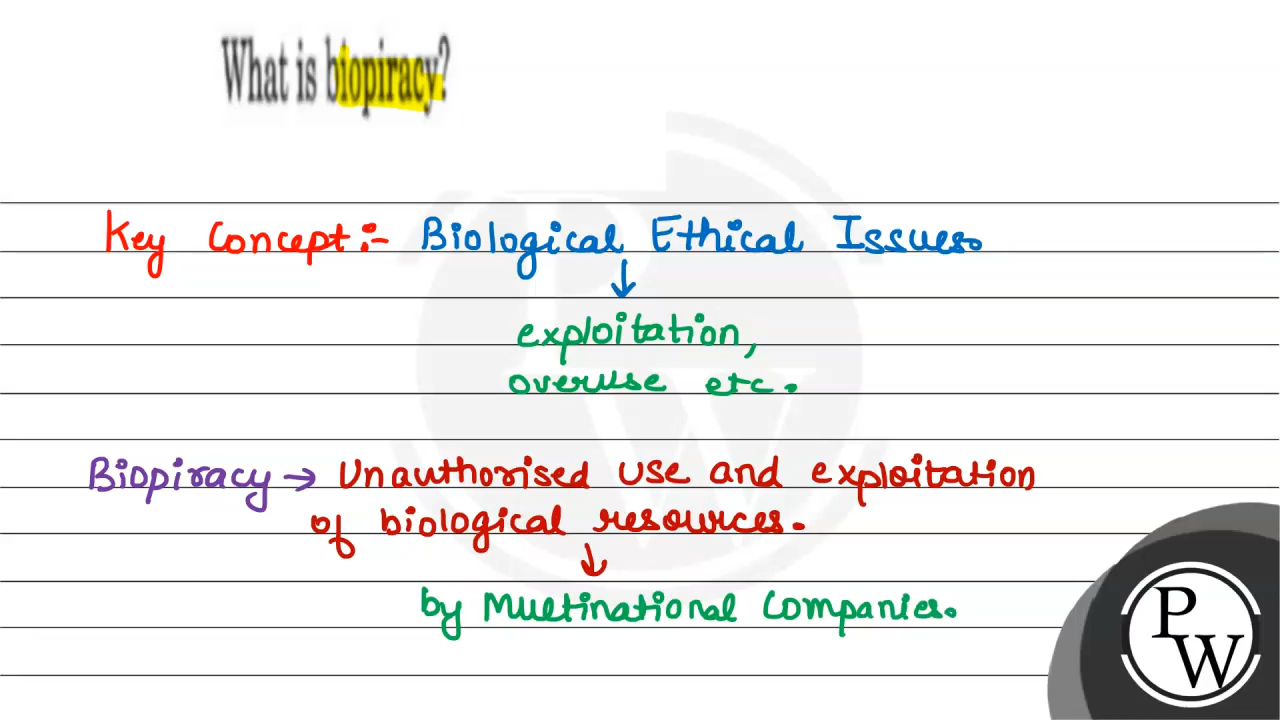 What is biopiracy?
Key Concept:- Biological Ethical Issues.
↓
exploitation,
overuse etc.
Biopiracy → Unauthorised use and exploitation
of biological resources.
↓
by Multinational Companies.
P
W
PW